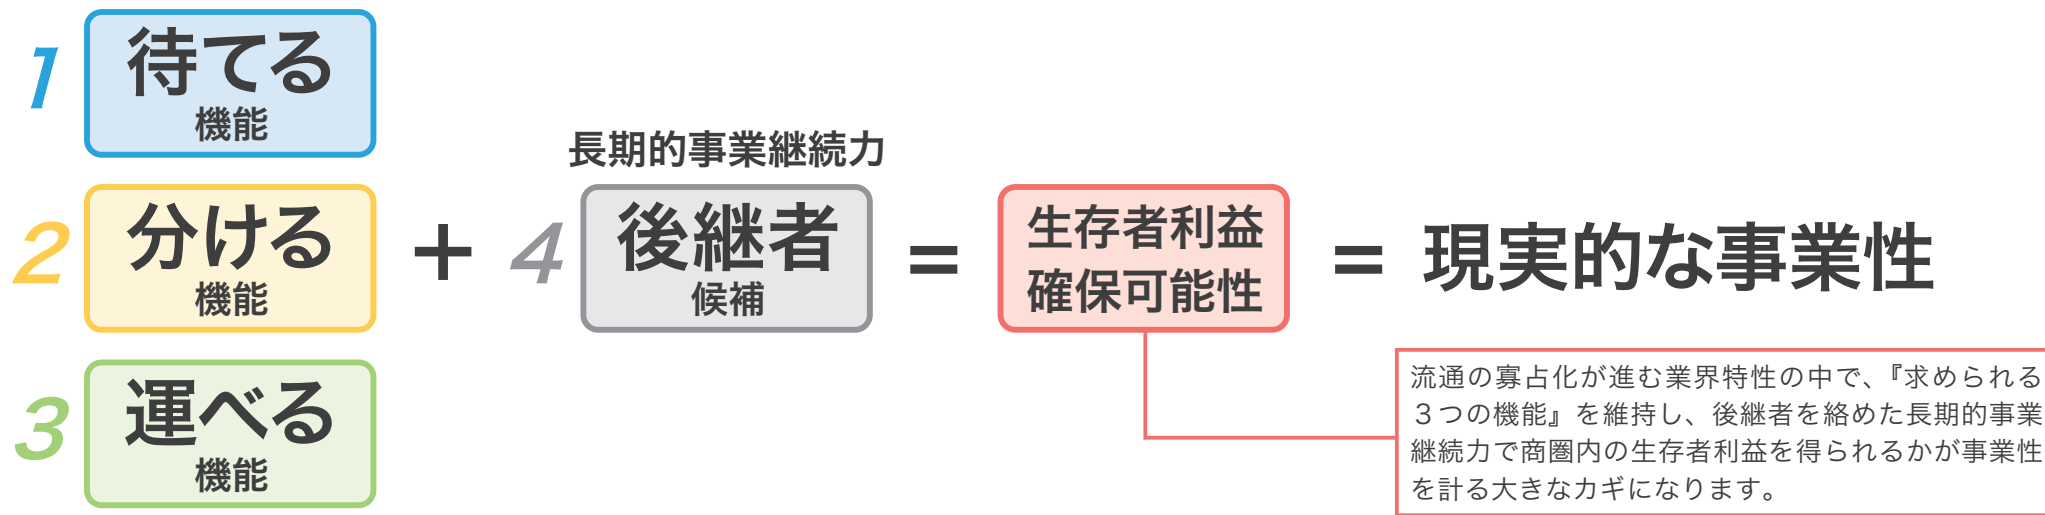 1
待てる
機能
2
分ける
機能
3
運べる
機能
+
長期的事業継続力
4
後継者
候補
=
生存者利益
確保可能性
=
現実的な事業性
流通の寡占化が進む業界特性の中で、『求められる
３つの機能』を維持し、後継者を絡めた長期的事業
継続力で商圏内の生存者利益を得られるかが事業性
を計る大きなカギになります。